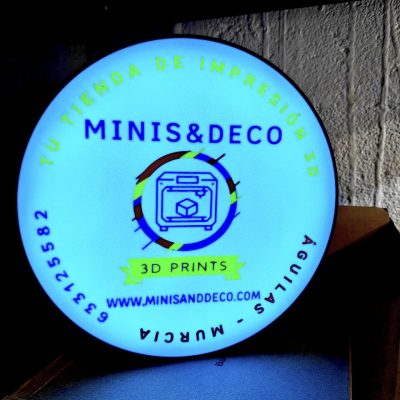 TU TIENDA DE IMPRESIÓN 3D
MINIS&DECO
3D PRINTS
WWW.MINISANDDECO.COM
633125582
ÁGUILAS - MURCIA